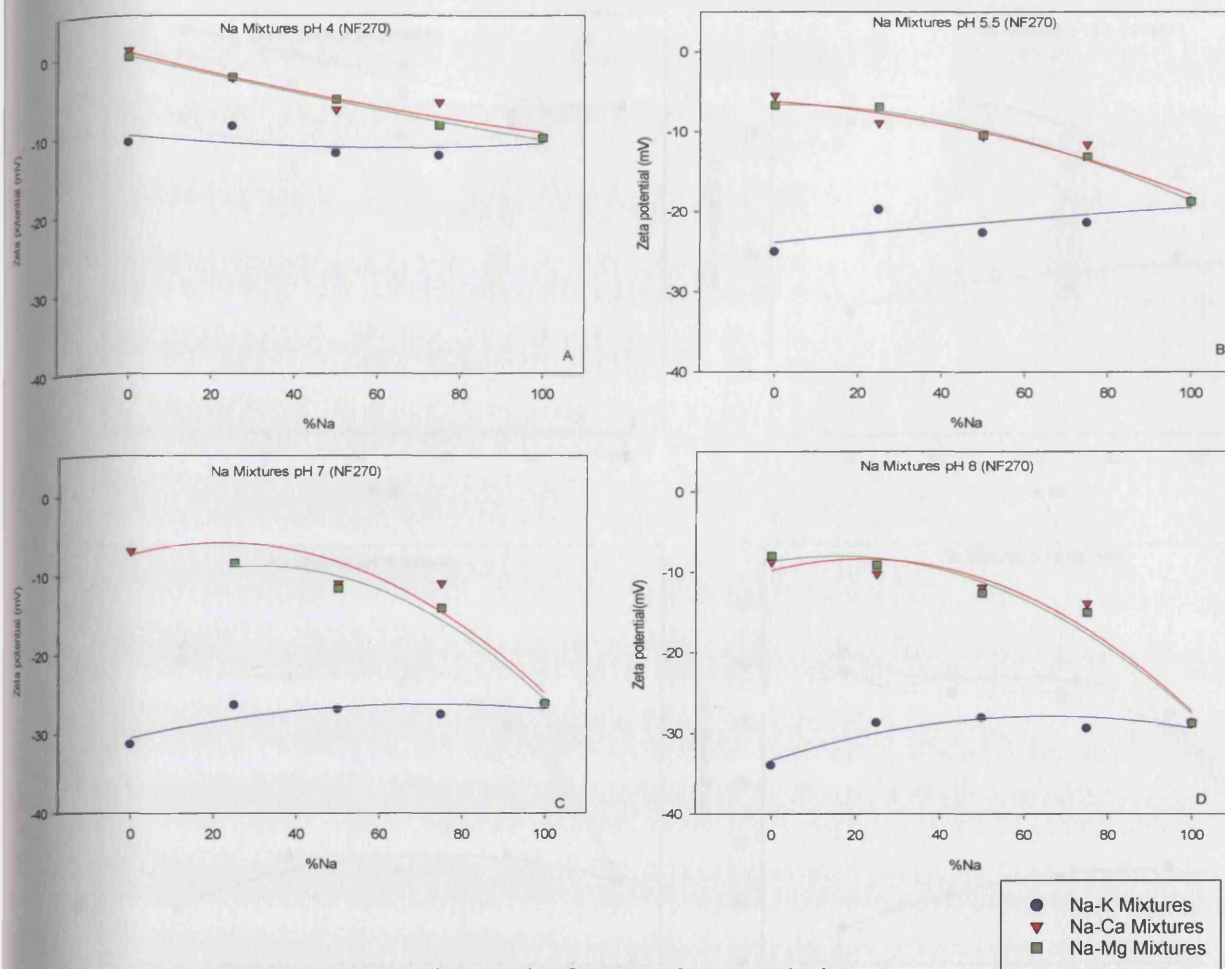 Na Mixtures pH 4 (NF270)
0
-10
-20
-30
-40
Zeta potential (mV)
A
0 20 40 60 80 100
%Na
Na Mixtures pH 5.5 (NF270)
0
-10
-20
-30
-40
Zeta potential (mV)
B
0 20 40 60 80 100
%Na
Na Mixtures pH 7 (NF270)
0
-10
-20
-30
-40
Zeta potential (mV)
C
0 20 40 60 80 100
%Na
Na Mixtures pH 8 (NF270)
0
-10
-20
-30
-40
Zeta potential(mV)
D
0 20 40 60 80 100
%Na
Na-K Mixtures
Na-Ca Mixtures
Na-Mg Mixtures